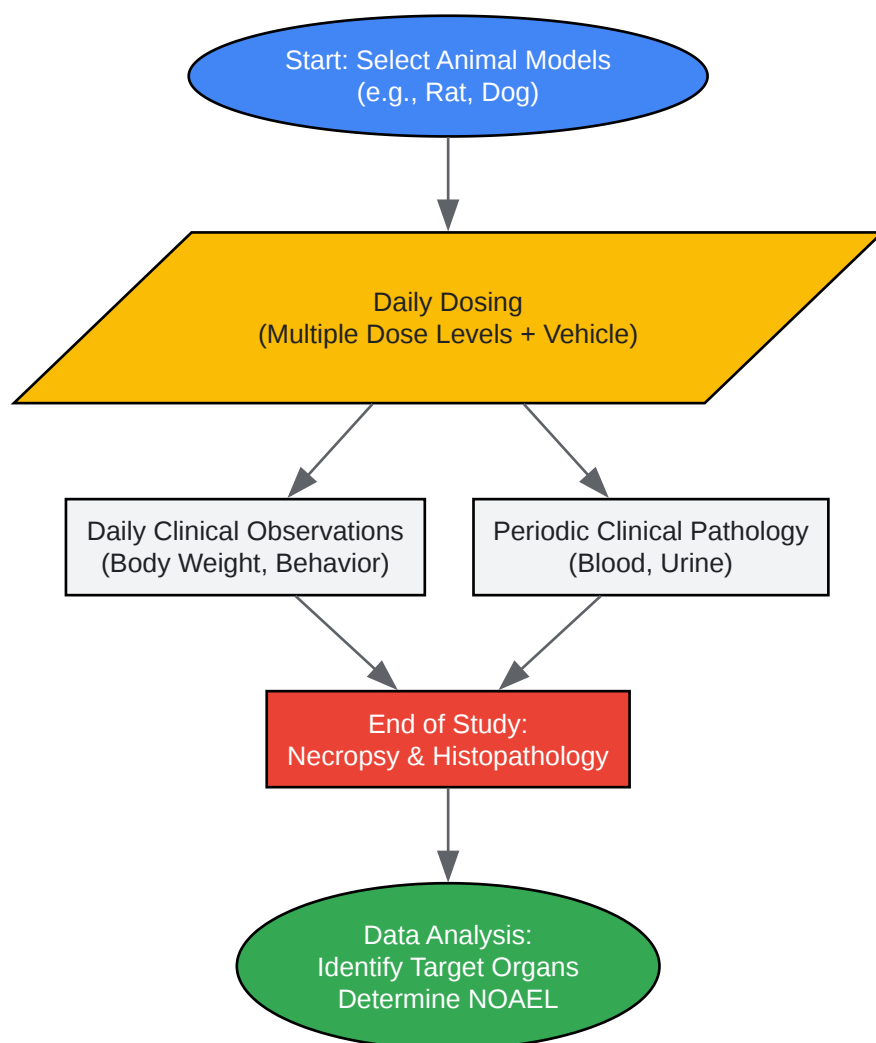 Start: Select Animal Models
(e.g., Rat, Dog)
Daily Dosing
(Multiple Dose Levels + Vehicle)
Daily Clinical Observations
(Body Weight, Behavior)
Periodic Clinical Pathology
(Blood, Urine)
End of Study:
Necropsy & Histopathology
Data Analysis:
Identify Target Organs
Determine NOAEL